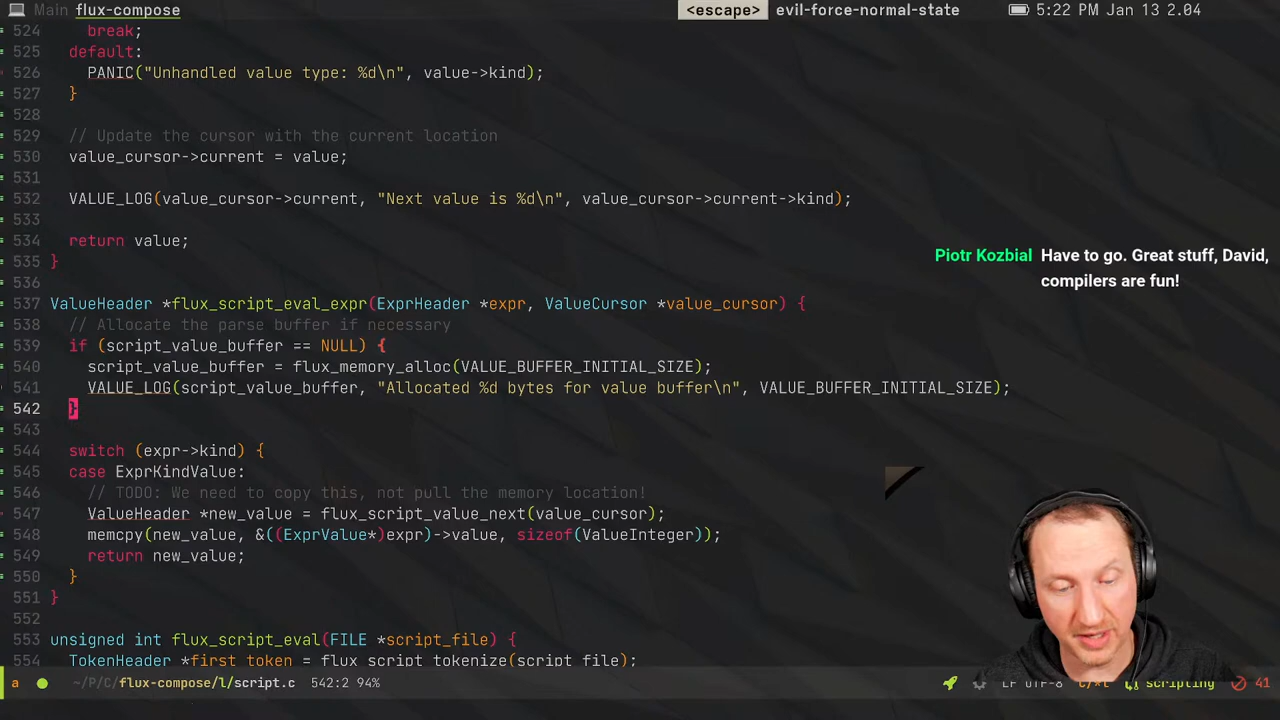 Main flux-compose <escape> evil-force-normal-state 5:22 PM Jan 13 2.04
524 break;
525 default:
526 PANIC("Unhandled value type: %d\n", value->kind);
527 }
528
529 // Update the cursor with the current location
530 value_cursor->current = value;
531
532 VALUE_LOG(value_cursor->current, "Next value is %d\n", value_cursor->current->kind);
533
534 return value;
535 }
536
Piotr Kozbial Have to go. Great stuff, David,
compilers are fun!
537 ValueHeader *flux_script_eval_expr(ExprHeader *expr, ValueCursor *value_cursor) {
538 // Allocate the parse buffer if necessary
539 if (script_value_buffer == NULL) {
540 script_value_buffer = flux_memory_alloc(VALUE_BUFFER_INITIAL_SIZE);
541 VALUE_LOG(script_value_buffer, "Allocated %d bytes for value buffer\n", VALUE_BUFFER_INITIAL_SIZE);
542 }
543
544 switch (expr->kind) {
545 case ExprKindValue:
546 // TODO: We need to copy this, not pull the memory location!
547 ValueHeader *new_value = flux_script_value_next(value_cursor);
548 memcpy(new_value, &((ExprValue*)expr)->value, sizeof(ValueInteger));
549 return new_value;
550 }
551 }
552
553 unsigned int flux_script_eval(FILE *script_file) {
554 TokenHeader *first_token = flux_script_tokenize(script_file);
a ~/P/C/flux-compose/l/script.c 542:2 94% LF UTF-8 scripting 41